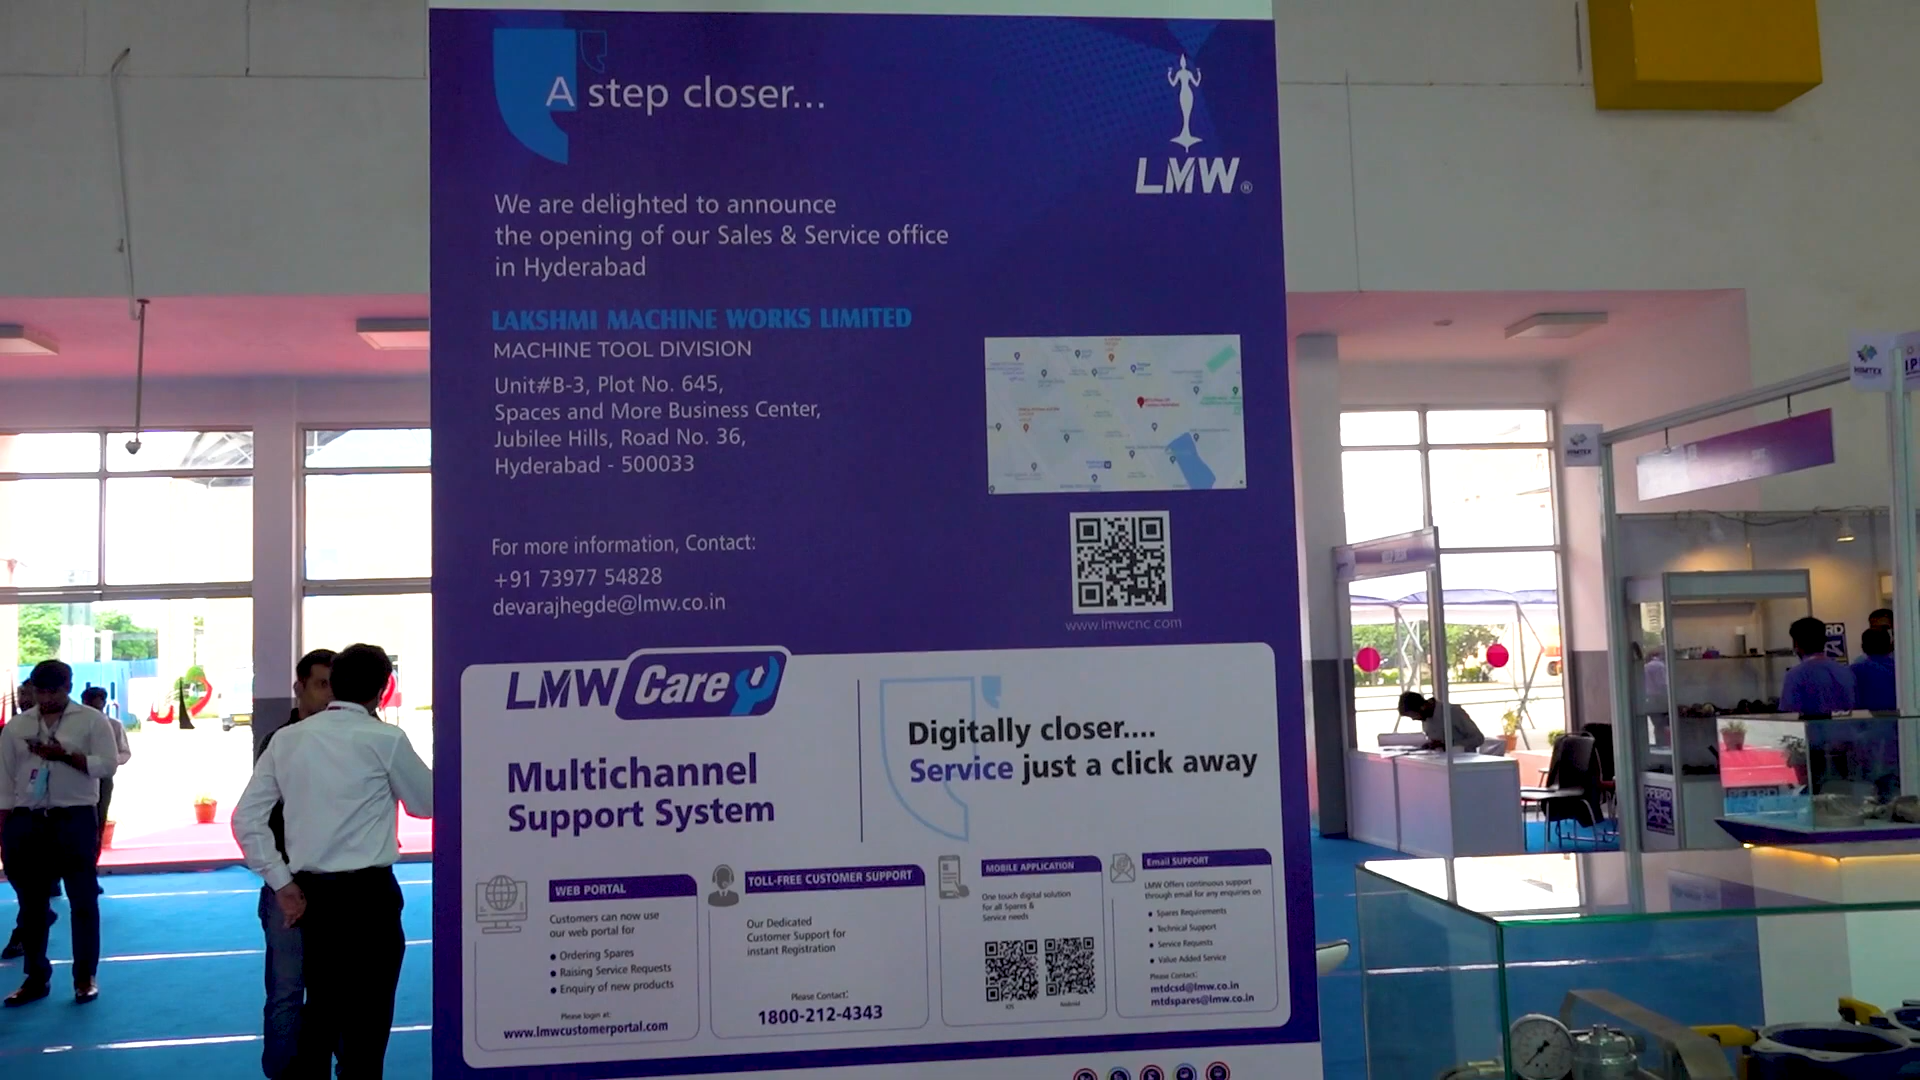 A step closer...
LMW®
We are delighted to announce
the opening of our Sales & Service office
in Hyderabad
LAKSHMI MACHINE WORKS LIMITED
MACHINE TOOL DIVISION
Unit#B-3, Plot No. 645,
Spaces and More Business Center,
Jubilee Hills, Road No. 36,
Hyderabad - 500033
For more information, Contact:
+91 73977 54828
devarajhegde@lmw.co.in
www.lmwcnc.com
LMW Care
Multichannel
Support System
Digitally closer....
Service just a click away
WEB PORTAL
Customers can now use
our web portal for
• Ordering Spares
• Raising Service Requests
• Enquiry of new products
Please login at:
www.lmwcustomerportal.com
TOLL-FREE CUSTOMER SUPPORT
Our Dedicated
Customer Support for
instant Registration
Please Contact:
1800-212-4343
MOBILE APPLICATION
One touch digital solution
for all Spares &
Service needs
iOS
Android
Email SUPPORT
LMW Offers continuous support
through email for any enquiries on
• Spares Requirements
• Technical Support
• Service Requests
• Value Added Service
Please Contact:
mtdcsd@lmw.co.in
mtdspares@lmw.co.in
HIMTEX
HIMTEX
PFERD